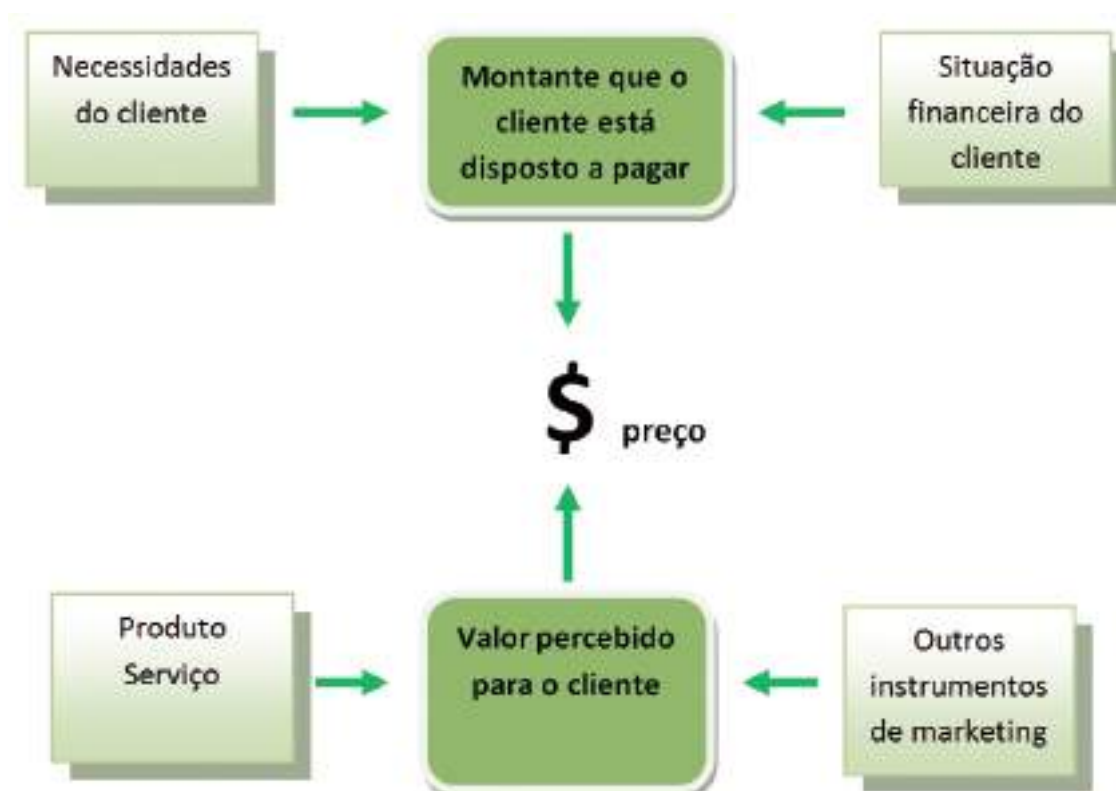 Necessidades
do cliente
Montante que o
cliente está
disposto a pagar
Situação
financeira do
cliente
$ preço
Produto
Serviço
Valor percebido
para o cliente
Outros
instrumentos
de marketing